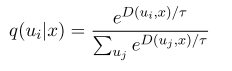 q(u_i|x) = \frac{e^{D(u_i,x)/\tau}}{\sum_{u_j} e^{D(u_j,x)/\tau}}